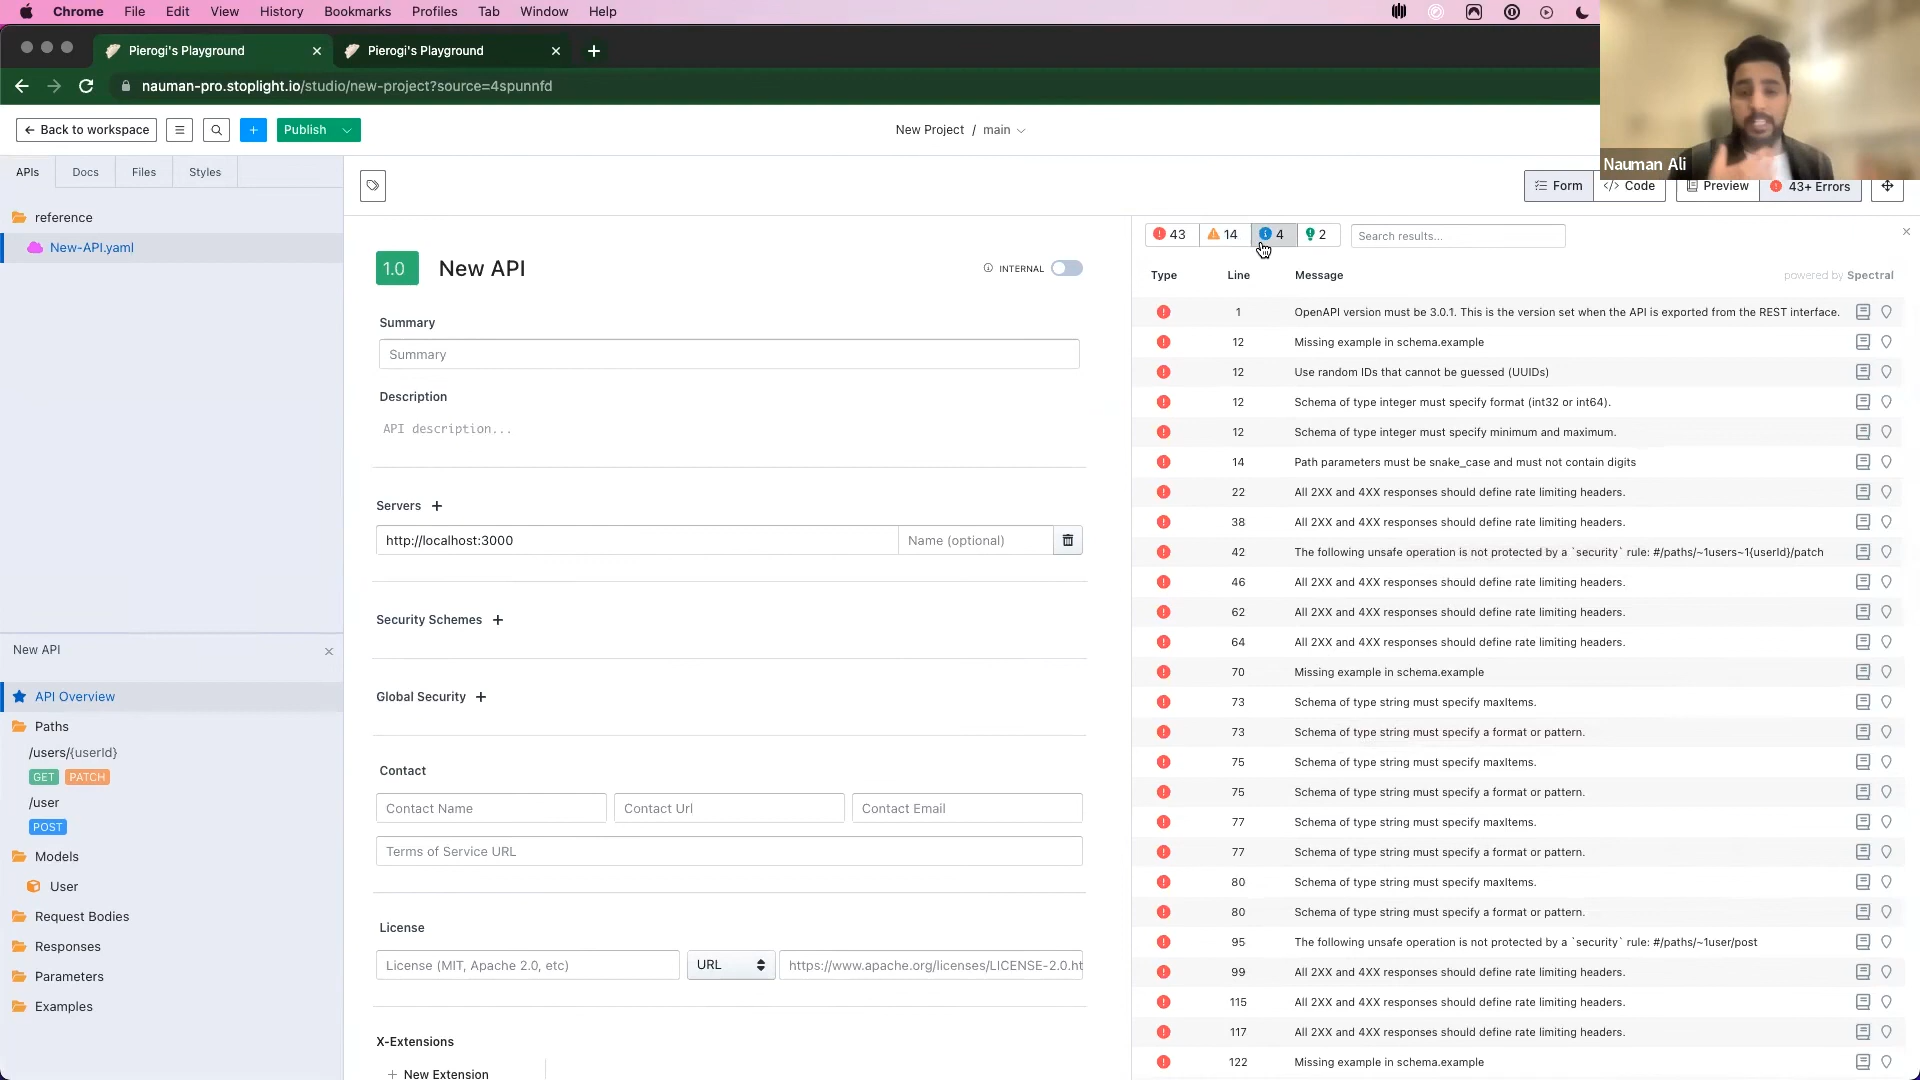 Chrome File Edit View History Bookmarks Profiles Tab Window Help
Pierogi's Playground
Pierogi's Playground
nauman-pro.stoplight.io/studio/new-project?source=4spunnfd
Back to workspace
Publish
New Project / main
Nauman Ali
APIs Docs Files Styles
Form
</> Code
Preview
43+ Errors
reference
New-API.yaml
43 14 4 2
Search results...
Type Line Message
powered by Spectral
1.0 New API
INTERNAL
Summary
Summary
Description
API description...
Servers +
http://localhost:3000
Name (optional)
Security Schemes +
Global Security +
Contact
Contact Name
Contact Url
Contact Email
Terms of Service URL
License
License (MIT, Apache 2.0, etc)
URL
https://www.apache.org/licenses/LICENSE-2.0.ht
X-Extensions
+ New Extension
1 OpenAPI version must be 3.0.1. This is the version set when the API is exported from the REST interface.
12 Missing example in schema.example
12 Use random IDs that cannot be guessed (UUIDs)
12 Schema of type integer must specify format (int32 or int64).
12 Schema of type integer must specify minimum and maximum.
14 Path parameters must be snake_case and must not contain digits
22 All 2XX and 4XX responses should define rate limiting headers.
38 All 2XX and 4XX responses should define rate limiting headers.
42 The following unsafe operation is not protected by a `security` rule: #/paths/~1users~1{userId}/patch
46 All 2XX and 4XX responses should define rate limiting headers.
62 All 2XX and 4XX responses should define rate limiting headers.
64 All 2XX and 4XX responses should define rate limiting headers.
70 Missing example in schema.example
73 Schema of type string must specify maxItems.
73 Schema of type string must specify a format or pattern.
75 Schema of type string must specify maxItems.
75 Schema of type string must specify a format or pattern.
77 Schema of type string must specify maxItems.
77 Schema of type string must specify a format or pattern.
80 Schema of type string must specify maxItems.
80 Schema of type string must specify a format or pattern.
95 The following unsafe operation is not protected by a `security` rule: #/paths/~1user/post
99 All 2XX and 4XX responses should define rate limiting headers.
115 All 2XX and 4XX responses should define rate limiting headers.
117 All 2XX and 4XX responses should define rate limiting headers.
122 Missing example in schema.example
New API
API Overview
Paths
/users/{userId}
GET PATCH
/user
POST
Models
User
Request Bodies
Responses
Parameters
Examples